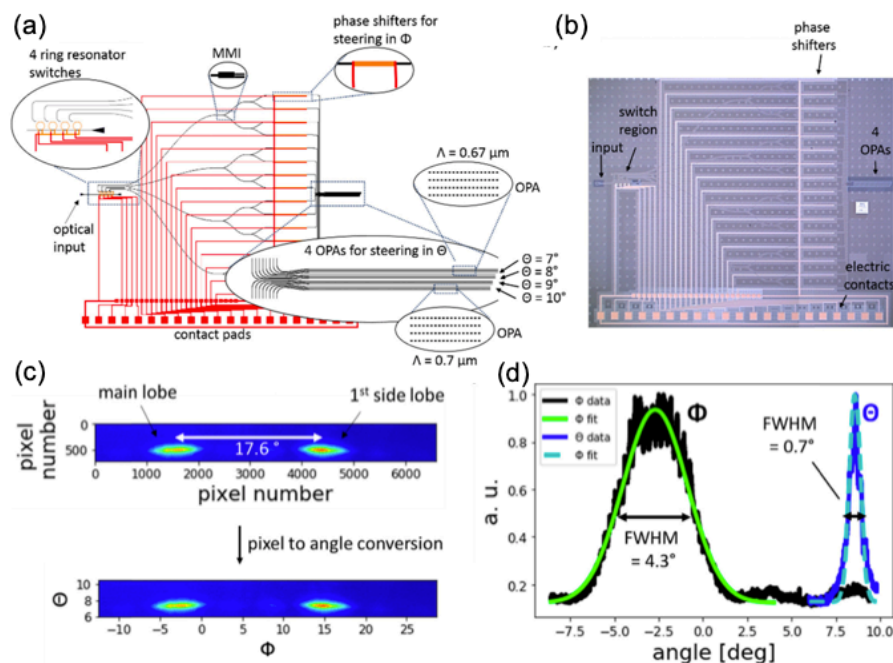 (a)
4 ring resonator
switches
MMI
phase shifters for
steering in Φ
Λ = 0.67 µm
OPA
optical
input
4 OPAs for steering in Θ
Θ = 7°
Θ = 8°
Θ = 9°
Θ = 10°
contact pads
OPA
Λ = 0.7 µm
(b)
phase
shifters
switch
region
input
4
OPAs
electric
contacts
(c)
main lobe
1st side lobe
pixel
number
0
500
17.6 °
0 1000 2000 3000 4000 5000 6000
pixel number
pixel to angle conversion
Θ
10
8
6
−10 −5 0 5 10 15 20 25
Φ
(d)
Φ data
Φ fit
Θ data
Φ fit
Φ
Θ
FWHM
= 0.7°
FWHM
= 4.3°
a. u.
1.0
0.8
0.6
0.4
0.2
−7.5 −5.0 −2.5 0.0 2.5 5.0 7.5 10.0
angle [deg]